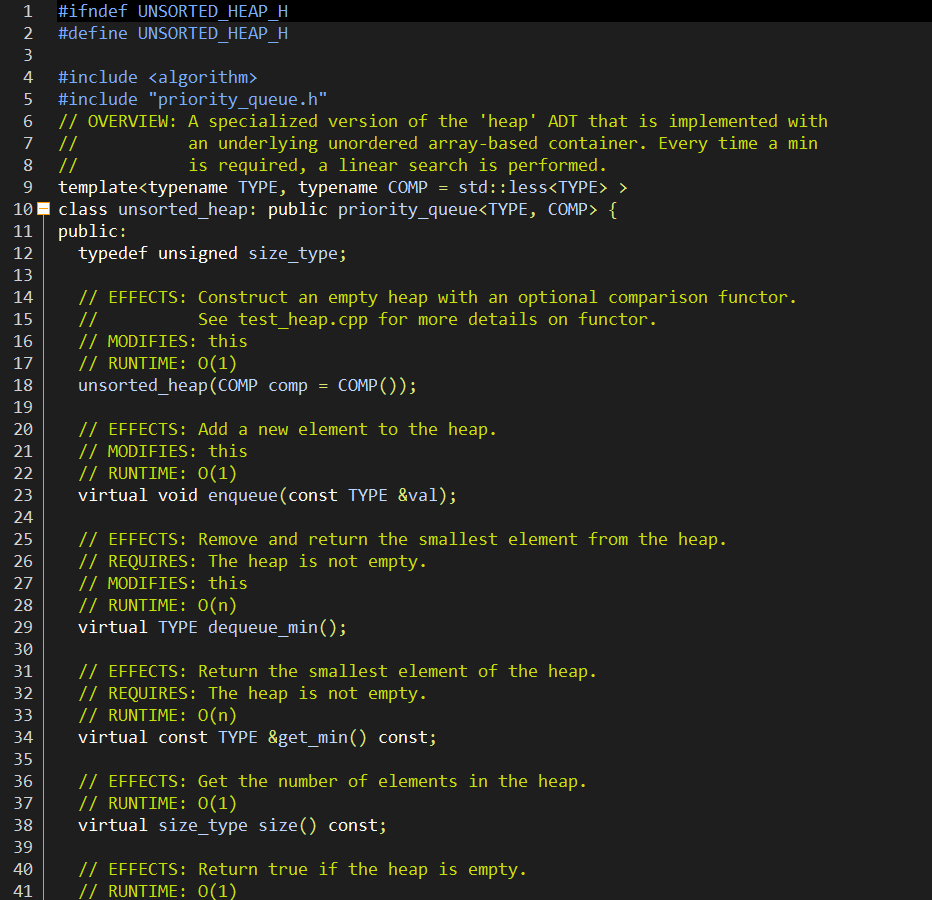 1 #ifndef UNSORTED_HEAP_H
2 #define UNSORTED_HEAP_H
3
4 #include <algorithm>
5 #include "priority_queue.h"
6 // OVERVIEW: A specialized version of the 'heap' ADT that is implemented with
7 //           an underlying unordered array-based container. Every time a min
8 //           is required, a linear search is performed.
9 template<typename TYPE, typename COMP = std::less<TYPE> >
10 class unsorted_heap: public priority_queue<TYPE, COMP> {
11 public:
12   typedef unsigned size_type;
13
14   // EFFECTS: Construct an empty heap with an optional comparison functor.
15   //          See test_heap.cpp for more details on functor.
16   // MODIFIES: this
17   // RUNTIME: O(1)
18   unsorted_heap(COMP comp = COMP());
19
20   // EFFECTS: Add a new element to the heap.
21   // MODIFIES: this
22   // RUNTIME: O(1)
23   virtual void enqueue(const TYPE &val);
24
25   // EFFECTS: Remove and return the smallest element from the heap.
26   // REQUIRES: The heap is not empty.
27   // MODIFIES: this
28   // RUNTIME: O(n)
29   virtual TYPE dequeue_min();
30
31   // EFFECTS: Return the smallest element of the heap.
32   // REQUIRES: The heap is not empty.
33   // RUNTIME: O(n)
34   virtual const TYPE &get_min() const;
35
36   // EFFECTS: Get the number of elements in the heap.
37   // RUNTIME: O(1)
38   virtual size_type size() const;
39
40   // EFFECTS: Return true if the heap is empty.
41   // RUNTIME: O(1)